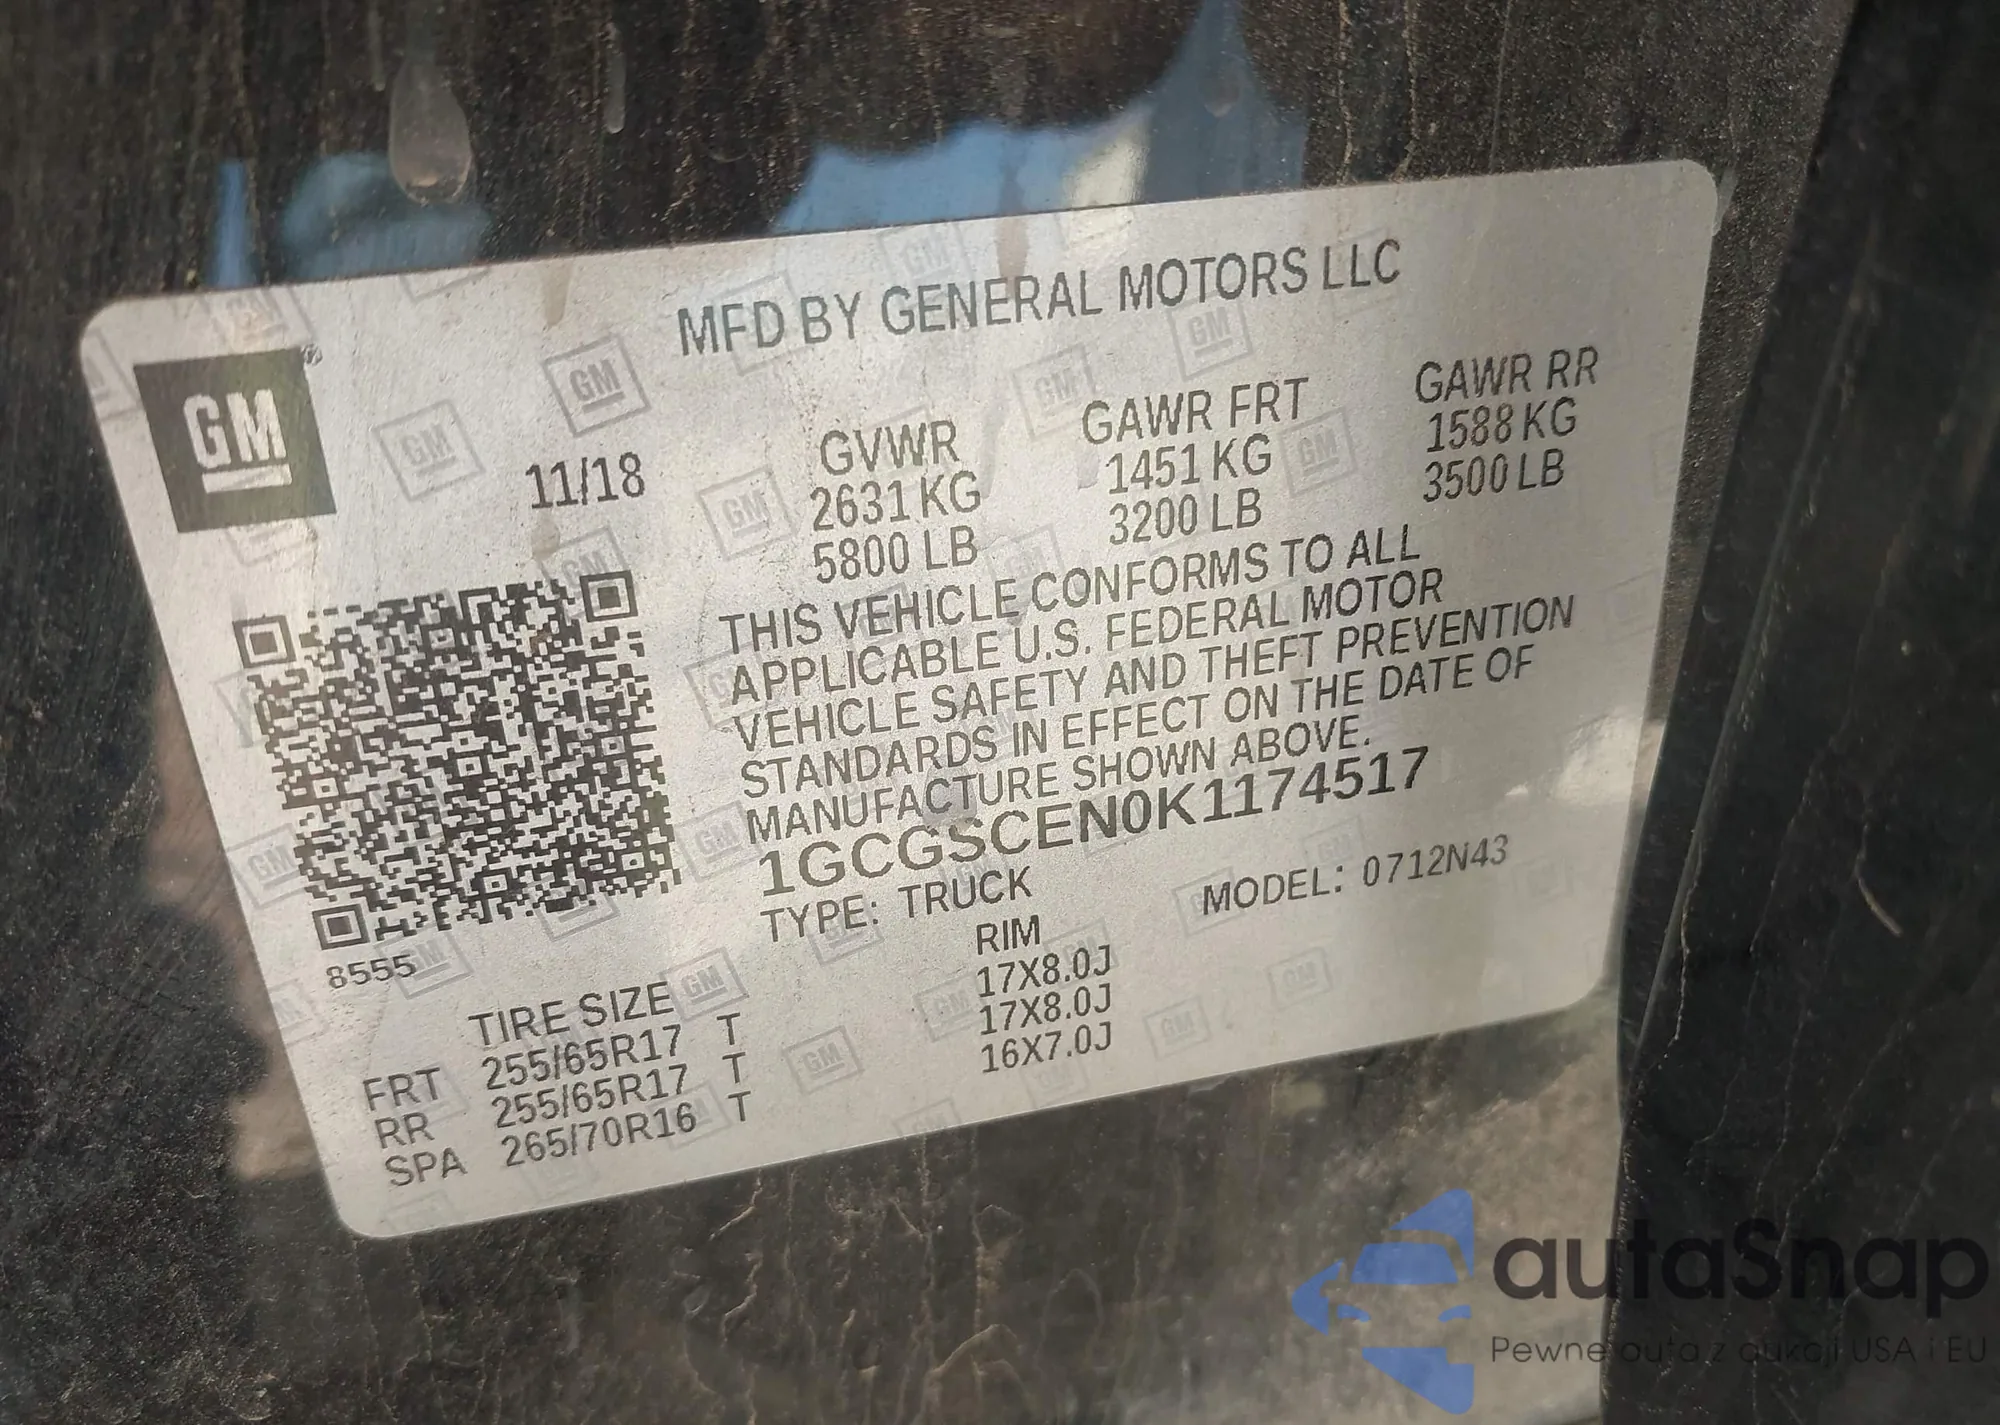 MFD BY GENERAL MOTORS LLC
GM
11/18
GVWR GAWR FRT GAWR RR
2631 KG 1451 KG 1588 KG
5800 LB 3200 LB 3500 LB
THIS VEHICLE CONFORMS TO ALL
APPLICABLE U.S. FEDERAL MOTOR
VEHICLE SAFETY AND THEFT PREVENTION
STANDARDS IN EFFECT ON THE DATE OF
MANUFACTURE SHOWN ABOVE.
1GCGSCEN0K1174517
TYPE: TRUCK MODEL: 0712N43
8555
TIRE SIZE RIM
FRT 255/65R17 T 17X8.0J
RR 255/65R17 T 17X8.0J
SPA 265/70R16 T 16X7.0J
autaSnap
Pewne auta z aukcji USA i EU